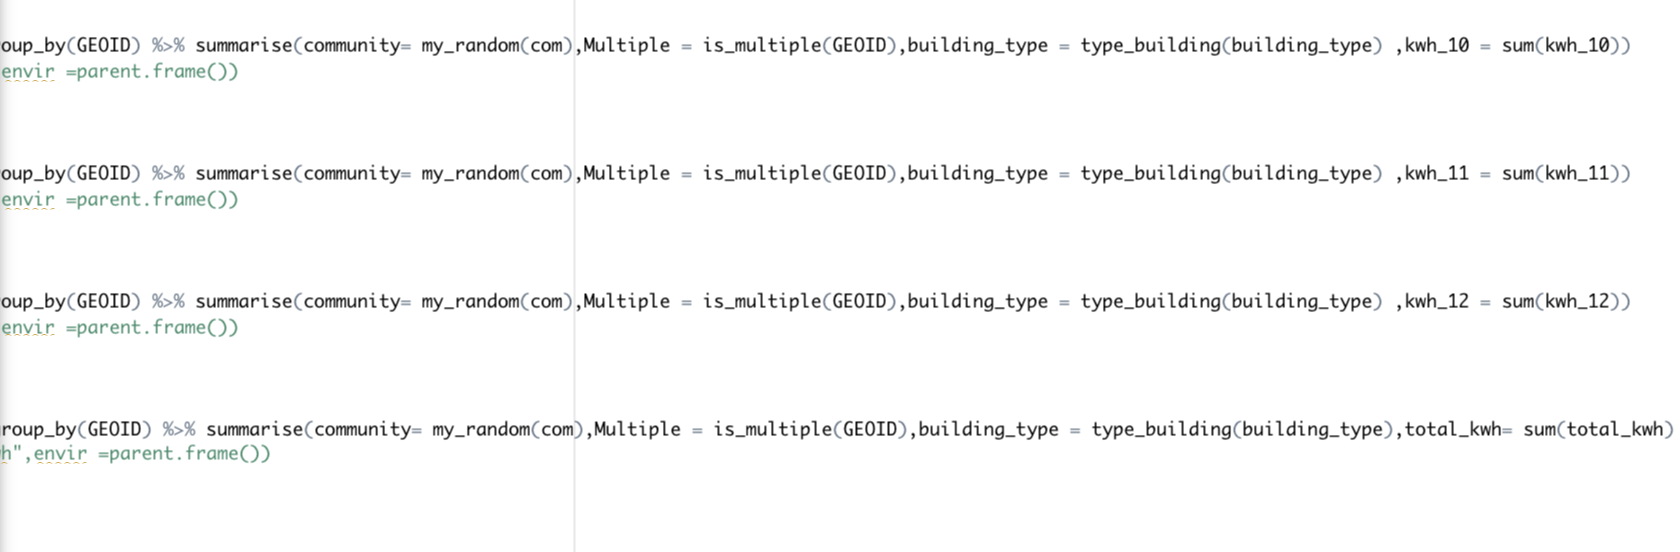 oup_by(GEOID) %>% summarise(community= my_random(com),Multiple = is_multiple(GEOID),building_type = type_building(building_type) ,kwh_10 = sum(kwh_10))
envir =parent.frame())
oup_by(GEOID) %>% summarise(community= my_random(com),Multiple = is_multiple(GEOID),building_type = type_building(building_type) ,kwh_11 = sum(kwh_11))
envir =parent.frame())
oup_by(GEOID) %>% summarise(community= my_random(com),Multiple = is_multiple(GEOID),building_type = type_building(building_type) ,kwh_12 = sum(kwh_12))
envir =parent.frame())
roup_by(GEOID) %>% summarise(community= my_random(com),Multiple = is_multiple(GEOID),building_type = type_building(building_type),total_kwh= sum(total_kwh)
h",envir =parent.frame())